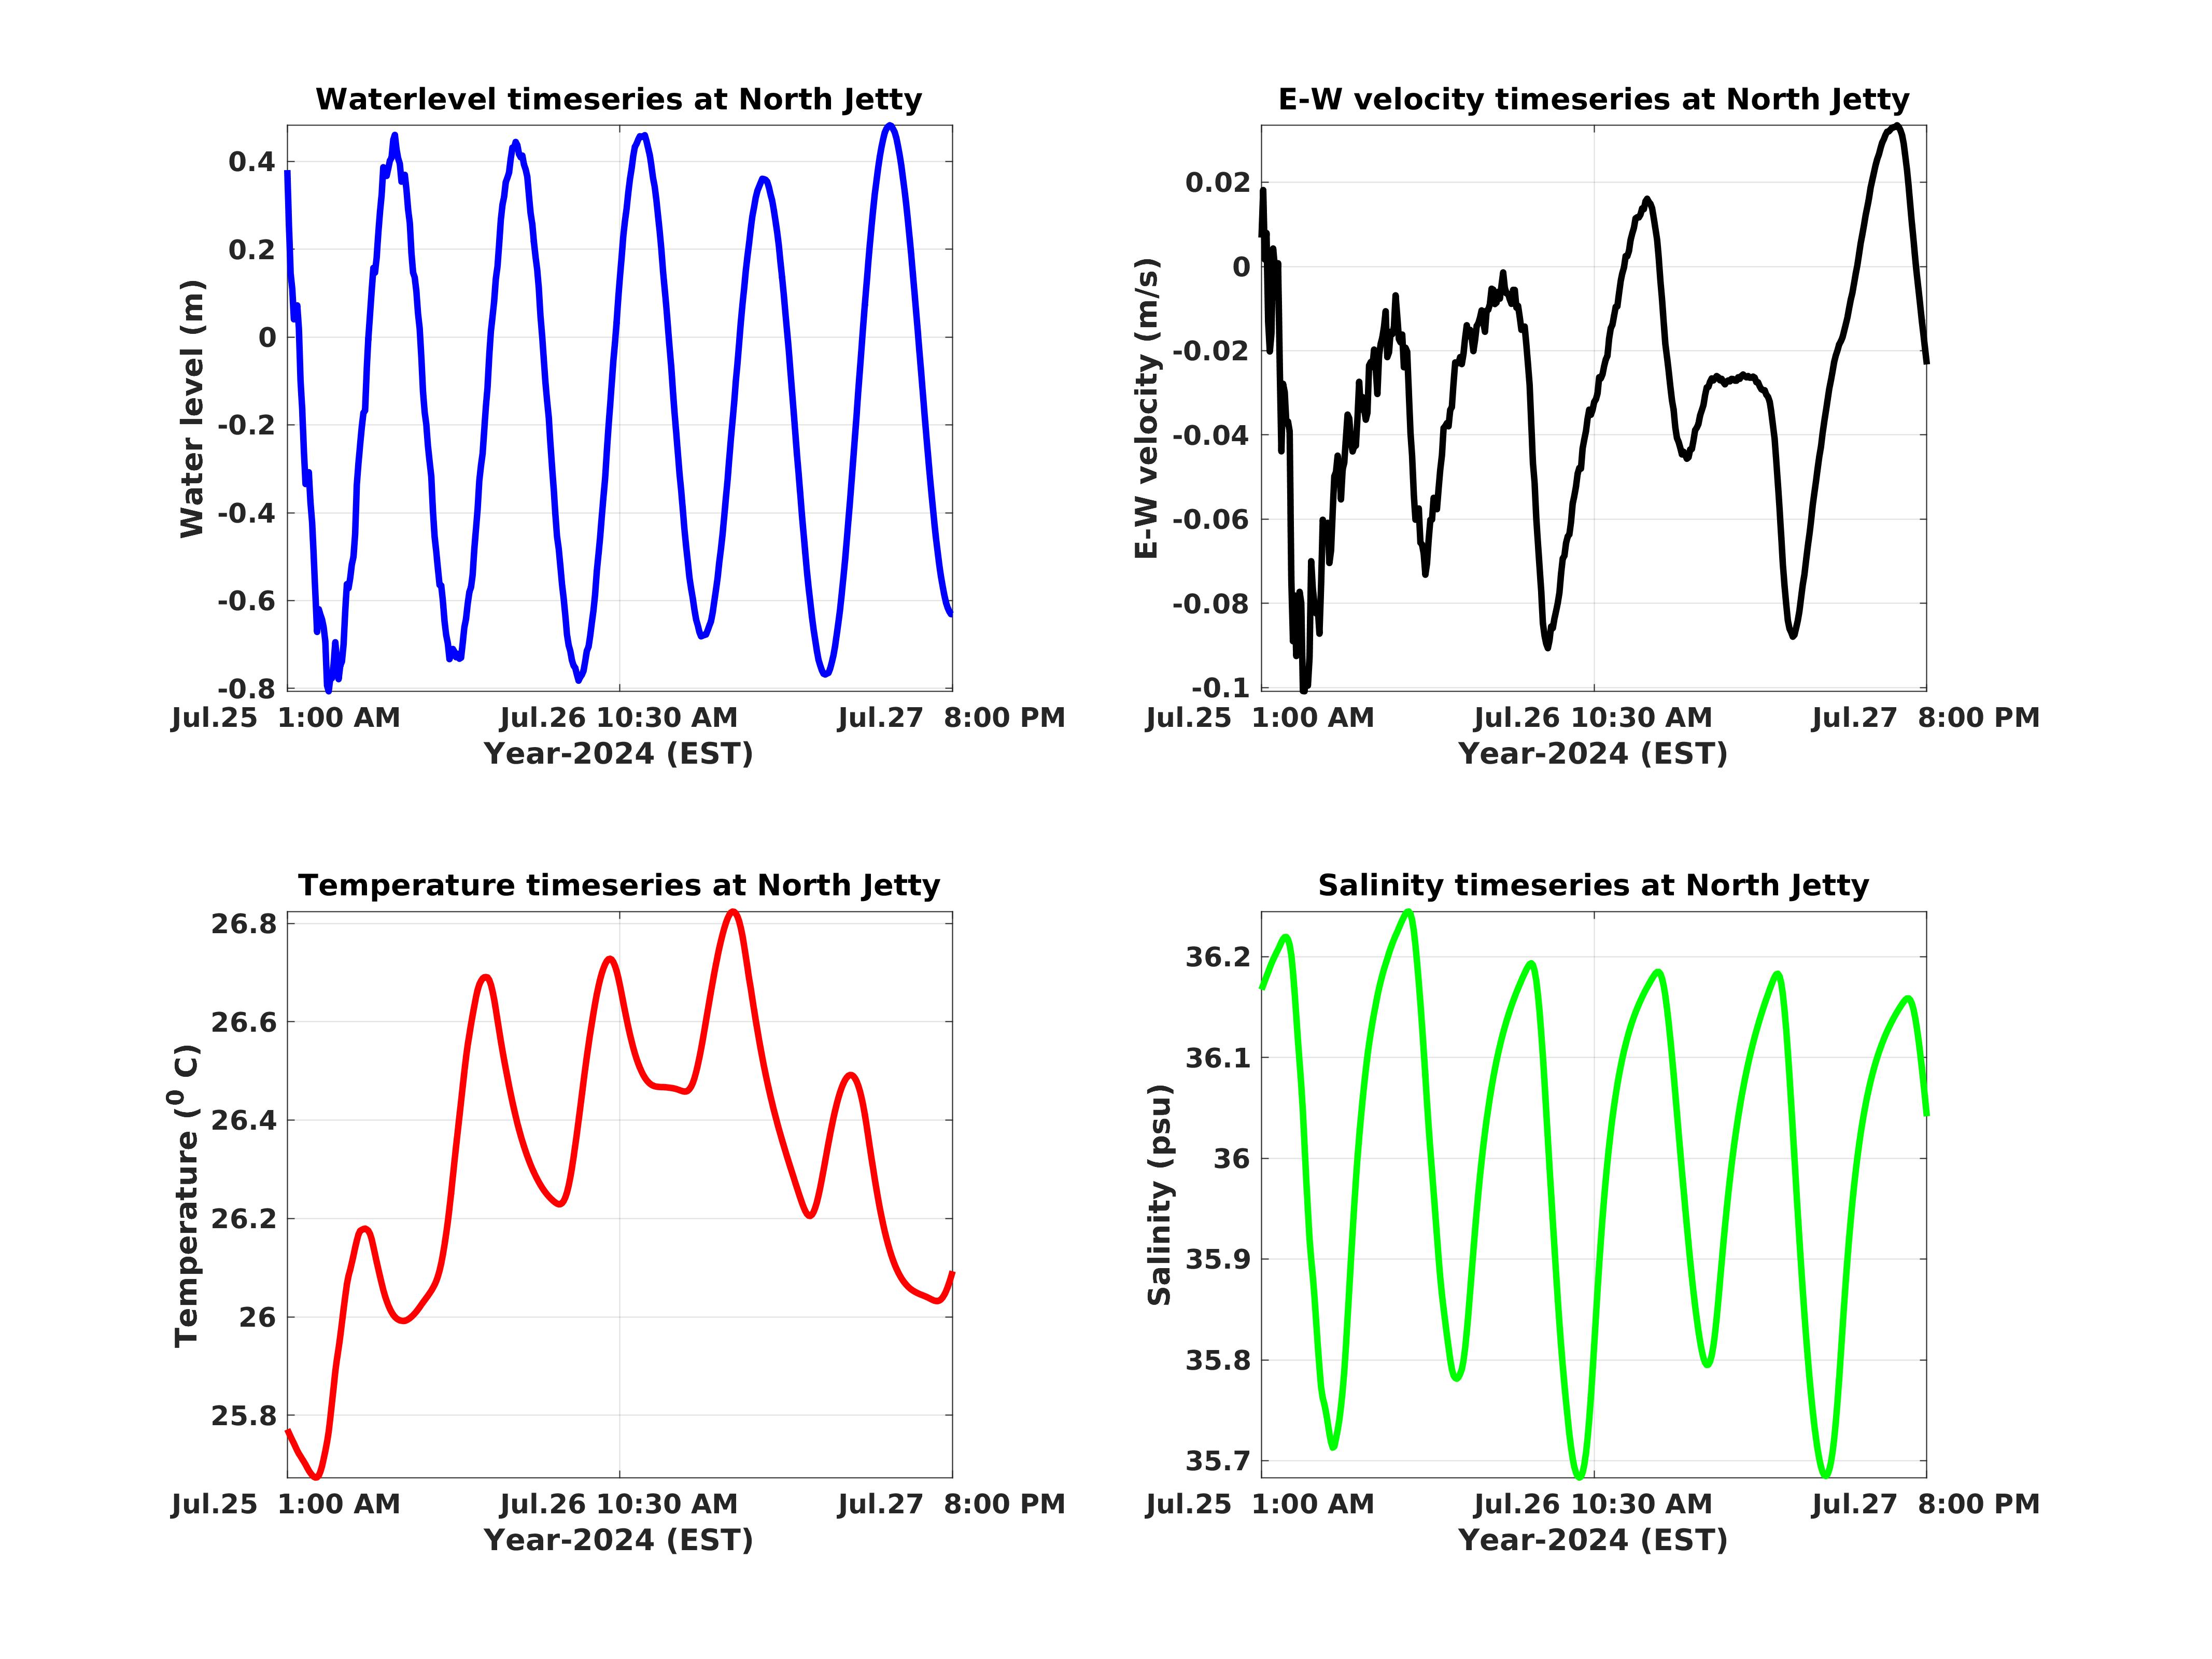 Waterlevel timeseries at North Jetty
0.4
0.2
0
-0.2
-0.4
-0.6
-0.8
Water level (m)
Jul.25 1:00 AM
Jul.26 10:30 AM
Jul.27 8:00 PM
Year-2024 (EST)
E-W velocity timeseries at North Jetty
0.02
0
-0.02
-0.04
-0.06
-0.08
-0.1
E-W velocity (m/s)
Jul.25 1:00 AM
Jul.26 10:30 AM
Jul.27 8:00 PM
Year-2024 (EST)
Temperature timeseries at North Jetty
26.8
26.6
26.4
26.2
26
25.8
Temperature (⁰ C)
Jul.25 1:00 AM
Jul.26 10:30 AM
Jul.27 8:00 PM
Year-2024 (EST)
Salinity timeseries at North Jetty
36.2
36.1
36
35.9
35.8
35.7
Salinity (psu)
Jul.25 1:00 AM
Jul.26 10:30 AM
Jul.27 8:00 PM
Year-2024 (EST)